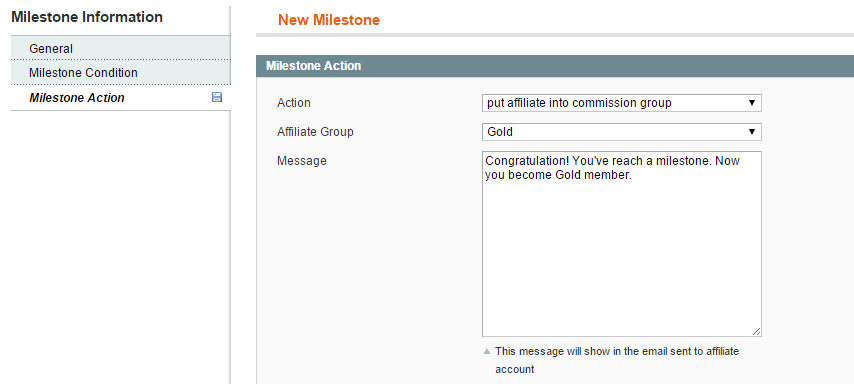 Milestone Information
General
Milestone Condition
Milestone Action
New Milestone
Milestone Action
Action
put affiliate into commission group
Affiliate Group
Gold
Message
Congratulation! You've reach a milestone. Now
you become Gold member.
This message will show in the email sent to affiliate
account